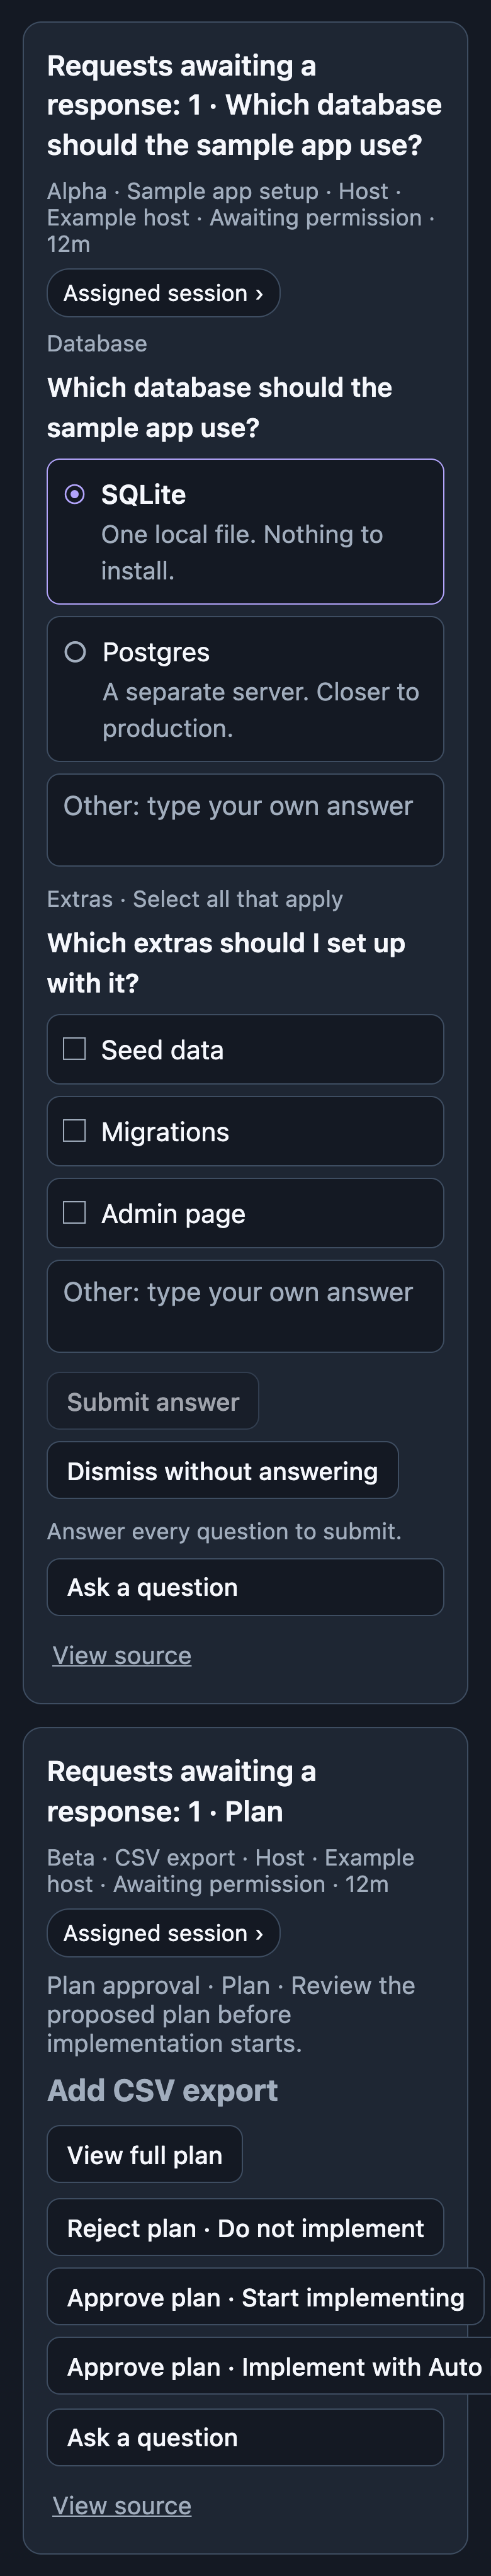 Requests awaiting a
response: 1 · Which database
should the sample app use?
Alpha · Sample app setup · Host ·
Example host · Awaiting permission ·
12m
Assigned session ›
Database
Which database should the
sample app use?
SQLite
One local file. Nothing to
install.
Postgres
A separate server. Closer to
production.
Other: type your own answer
Extras · Select all that apply
Which extras should I set up
with it?
Seed data
Migrations
Admin page
Other: type your own answer
Submit answer
Dismiss without answering
Answer every question to submit.
Ask a question
View source
Requests awaiting a
response: 1 · Plan
Beta · CSV export · Host · Example
host · Awaiting permission · 12m
Assigned session ›
Plan approval · Plan · Review the
proposed plan before
implementation starts.
Add CSV export
View full plan
Reject plan · Do not implement
Approve plan · Start implementing
Approve plan · Implement with Auto
Ask a question
View source